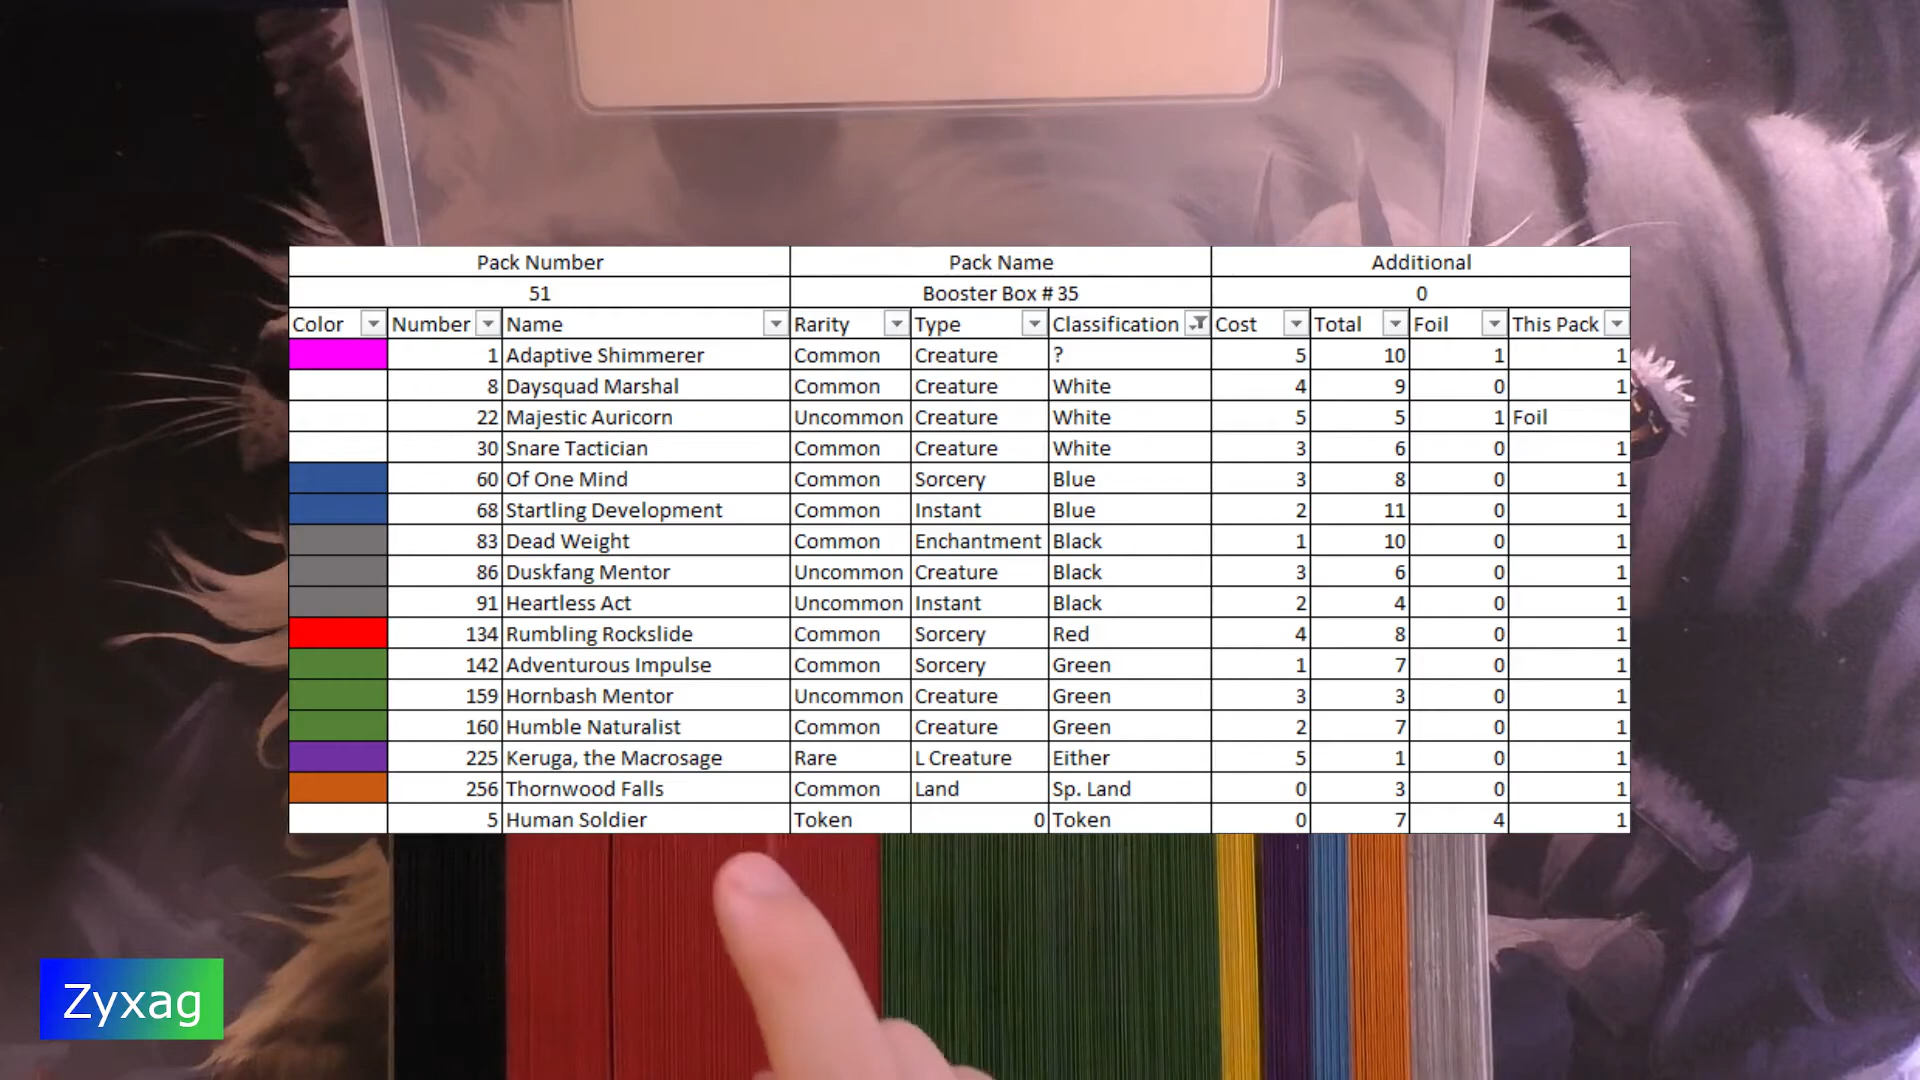 Pack Number Pack Name Additional
51 Booster Box # 35 0
Color Number Name Rarity Type Classification Cost Total Foil This Pack
1 Adaptive Shimmerer Common Creature ? 5 10 1 1
8 Daysquad Marshal Common Creature White 4 9 0 1
22 Majestic Auricorn Uncommon Creature White 5 5 1 Foil
30 Snare Tactician Common Creature White 3 6 0 1
60 Of One Mind Common Sorcery Blue 3 8 0 1
68 Startling Development Common Instant Blue 2 11 0 1
83 Dead Weight Common Enchantment Black 1 10 0 1
86 Duskfang Mentor Uncommon Creature Black 3 6 0 1
91 Heartless Act Uncommon Instant Black 2 4 0 1
134 Rumbling Rockslide Common Sorcery Red 4 8 0 1
142 Adventurous Impulse Common Sorcery Green 1 7 0 1
159 Hornbash Mentor Uncommon Creature Green 3 3 0 1
160 Humble Naturalist Common Creature Green 2 7 0 1
225 Keruga, the Macrosage Rare L Creature Either 5 1 0 1
256 Thornwood Falls Common Land Sp. Land 0 3 0 1
5 Human Soldier Token 0 Token 0 7 4 1
Zyxag